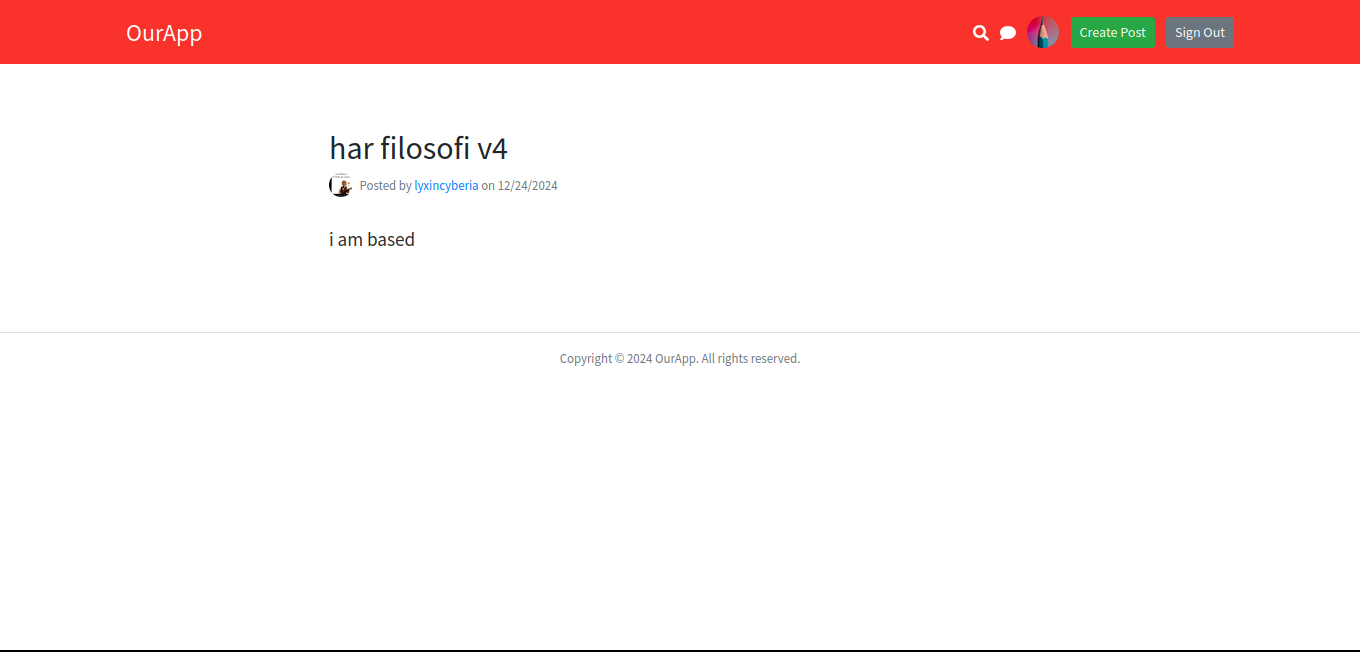 OurApp
Create Post
Sign Out
har filosofi v4
Posted by lyxincyberia on 12/24/2024
i am based
Copyright © 2024 OurApp. All rights reserved.